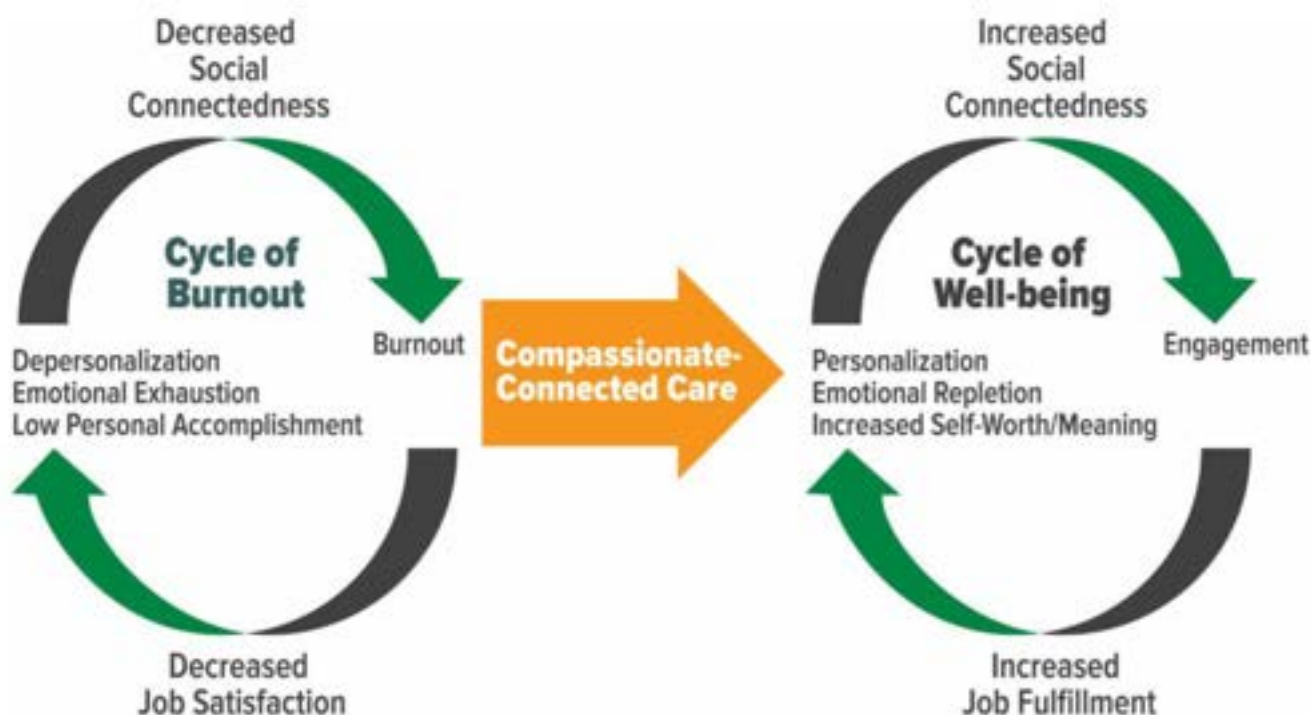 Decreased
Social
Connectedness
Cycle of
Burnout
Burnout
Depersonalization
Emotional Exhaustion
Low Personal Accomplishment
Decreased
Job Satisfaction
Compassionate-
Connected Care
Increased
Social
Connectedness
Cycle of
Well-being
Engagement
Personalization
Emotional Repletion
Increased Self-Worth/Meaning
Increased
Job Fulfillment